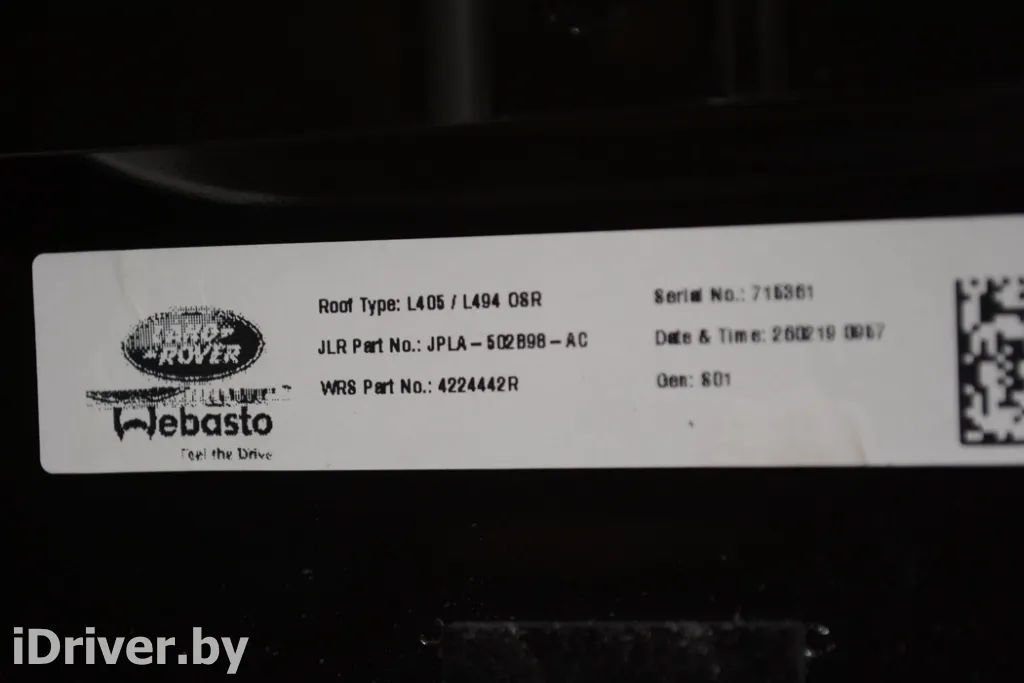 LAND-
-ROVER
Webasto
Feel the Drive
Roof Type: L405 / L494 OSR
JLR Part No.: JPLA-502B98-AC
WRS Part No.: 4224442R
Serial No.: 715361
Date & Time: 260219 0957
Gen: S01
iDriver.by